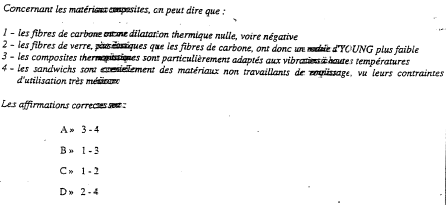 Concernant les matériaux composites, on peut dire que :
1 - les fibres de carbone ont une dilatation thermique nulle, voire négative
2 - les fibres de verre, plus élastiques que les fibres de carbone, ont donc un module d'YOUNG plus faible
3 - les composites thermoplastiques sont particulièrement adaptés aux vibrations à hautes températures
4 - les sandwichs sont essentiellement des matériaux non travaillants de remplissage, vu leurs contraintes
d'utilisation très
Les affirmations correctes sont :
A» 3 - 4
B» 1 - 3
C» 1 - 2
D» 2 - 4